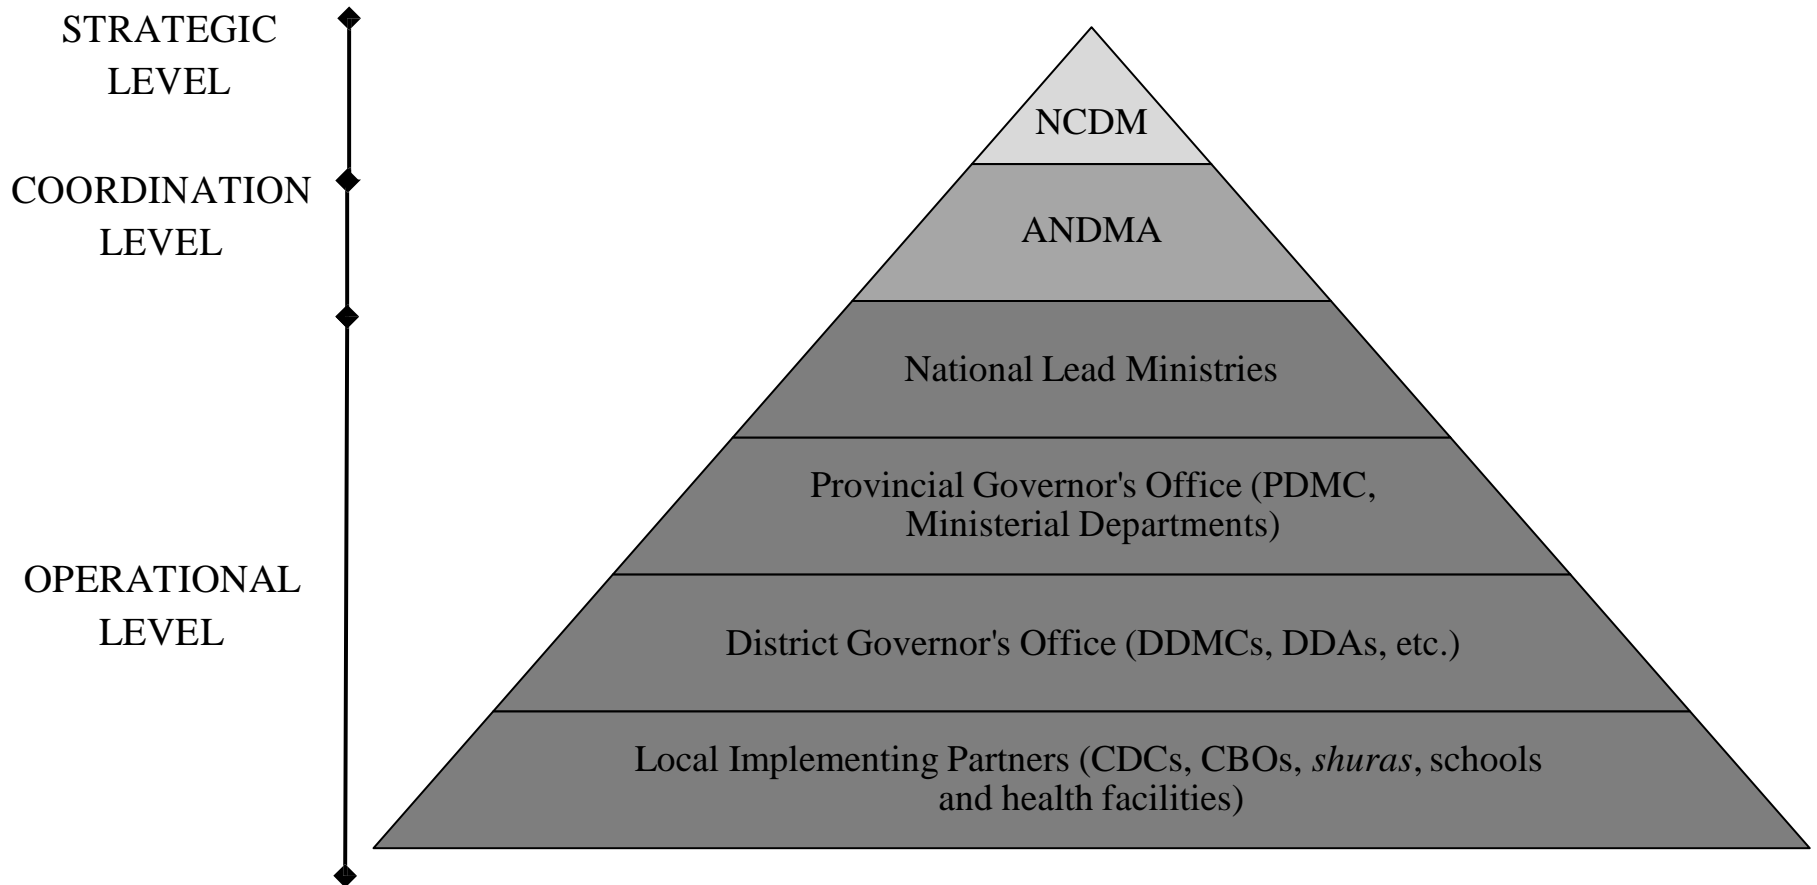 STRATEGIC
LEVEL
COORDINATION
LEVEL
OPERATIONAL
LEVEL
NCDM
ANDMA
National Lead Ministries
Provincial Governor's Office (PDMC,
Ministerial Departments)
District Governor's Office (DDMCs, DDAs, etc.)
Local Implementing Partners (CDCs, CBOs, shuras, schools
and health facilities)